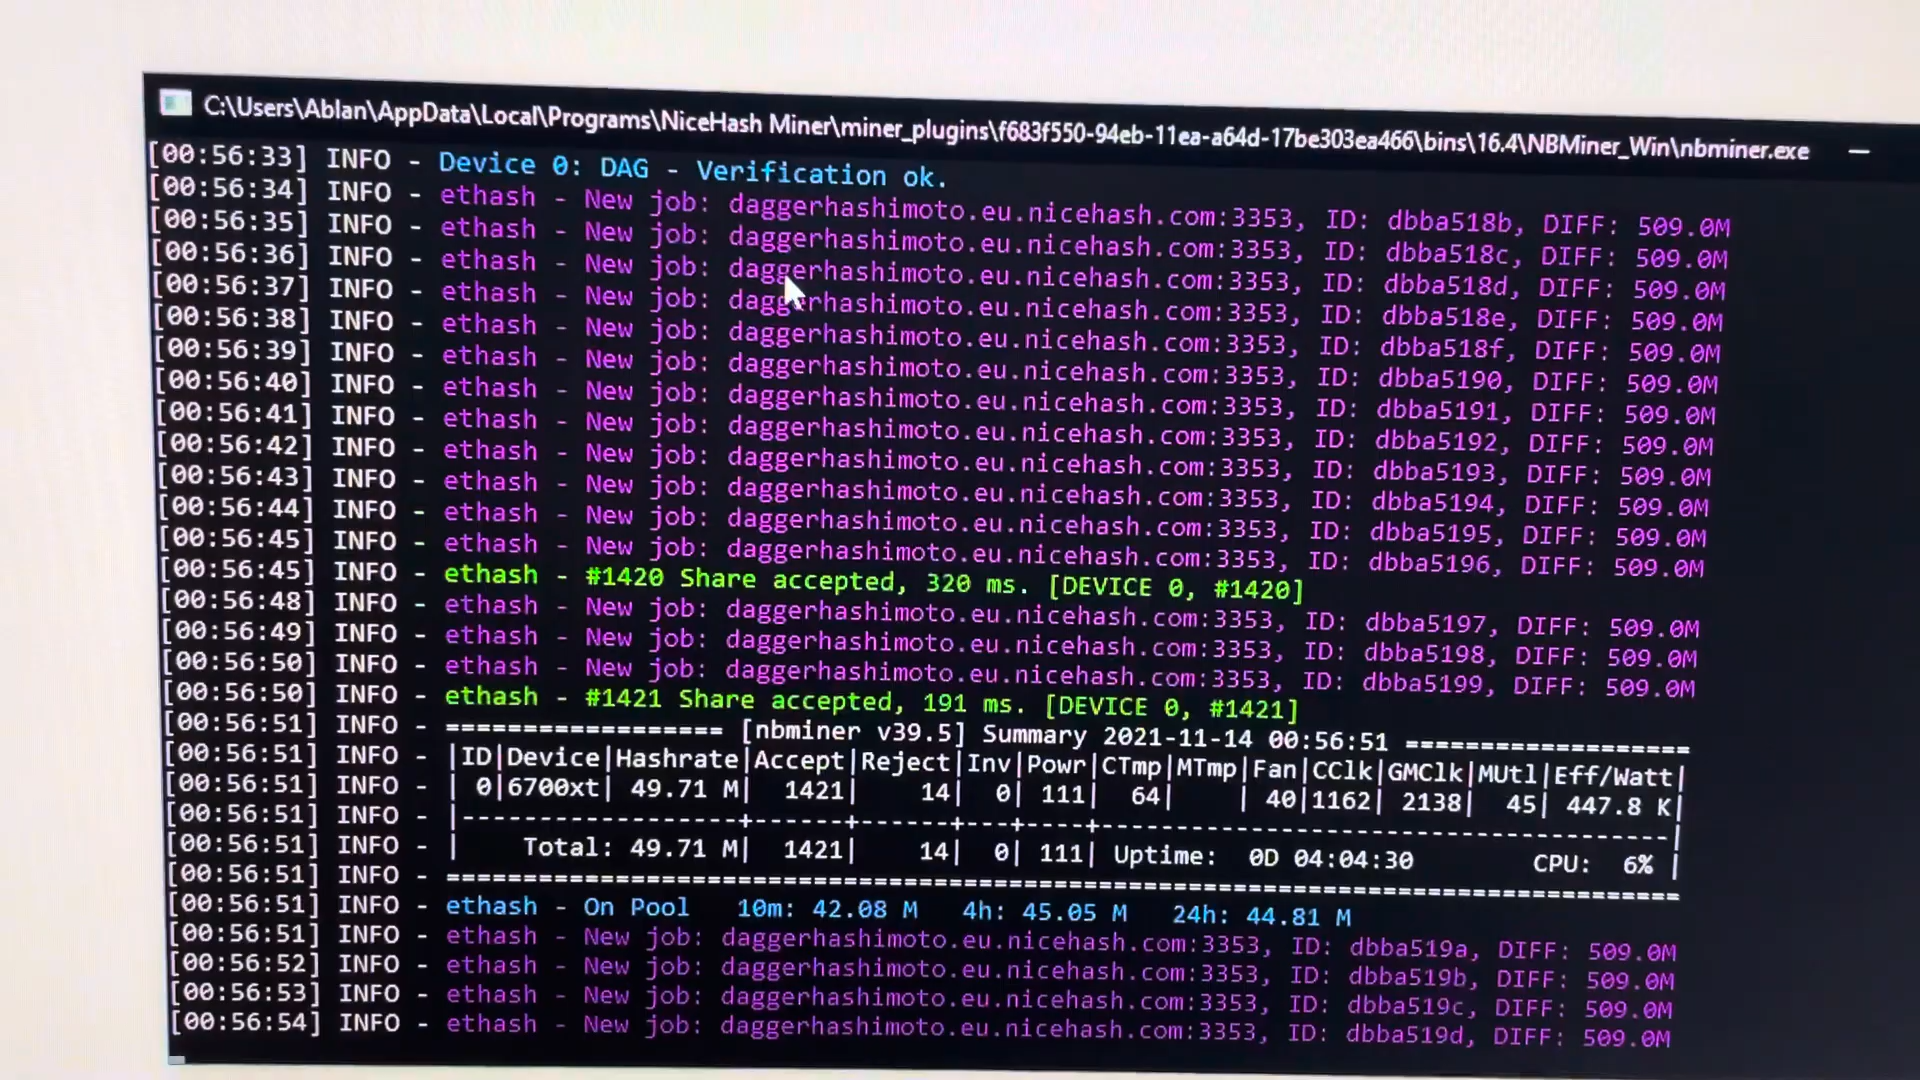 C:\Users\Ablan\AppData\Local\Programs\NiceHash Miner\miner_plugins\f683f550-94eb-11ea-a64d-17be303ea466\bins\16.4\NBMiner_Win\nbminer.exe
[00:56:33] INFO - Device 0: DAG - Verification ok.
[00:56:34] INFO - ethash - New job: daggerhashimoto.eu.nicehash.com:3353, ID: dbba518b, DIFF: 509.0M
[00:56:35] INFO - ethash - New job: daggerhashimoto.eu.nicehash.com:3353, ID: dbba518c, DIFF: 509.0M
[00:56:36] INFO - ethash - New job: daggerhashimoto.eu.nicehash.com:3353, ID: dbba518d, DIFF: 509.0M
[00:56:37] INFO - ethash - New job: daggerhashimoto.eu.nicehash.com:3353, ID: dbba518e, DIFF: 509.0M
[00:56:38] INFO - ethash - New job: daggerhashimoto.eu.nicehash.com:3353, ID: dbba518f, DIFF: 509.0M
[00:56:39] INFO - ethash - New job: daggerhashimoto.eu.nicehash.com:3353, ID: dbba5190, DIFF: 509.0M
[00:56:40] INFO - ethash - New job: daggerhashimoto.eu.nicehash.com:3353, ID: dbba5191, DIFF: 509.0M
[00:56:41] INFO - ethash - New job: daggerhashimoto.eu.nicehash.com:3353, ID: dbba5192, DIFF: 509.0M
[00:56:42] INFO - ethash - New job: daggerhashimoto.eu.nicehash.com:3353, ID: dbba5193, DIFF: 509.0M
[00:56:43] INFO - ethash - New job: daggerhashimoto.eu.nicehash.com:3353, ID: dbba5194, DIFF: 509.0M
[00:56:44] INFO - ethash - New job: daggerhashimoto.eu.nicehash.com:3353, ID: dbba5195, DIFF: 509.0M
[00:56:45] INFO - ethash - New job: daggerhashimoto.eu.nicehash.com:3353, ID: dbba5196, DIFF: 509.0M
[00:56:45] INFO - ethash - #1420 Share accepted, 320 ms. [DEVICE 0, #1420]
[00:56:48] INFO - ethash - New job: daggerhashimoto.eu.nicehash.com:3353, ID: dbba5197, DIFF: 509.0M
[00:56:49] INFO - ethash - New job: daggerhashimoto.eu.nicehash.com:3353, ID: dbba5198, DIFF: 509.0M
[00:56:50] INFO - ethash - New job: daggerhashimoto.eu.nicehash.com:3353, ID: dbba5199, DIFF: 509.0M
[00:56:50] INFO - ethash - #1421 Share accepted, 191 ms. [DEVICE 0, #1421]
[00:56:51] INFO - ================== [nbminer v39.5] Summary 2021-11-14 00:56:51 ==================
[00:56:51] INFO - |ID|Device|Hashrate|Accept|Reject|Inv|Powr|CTmp|MTmp|Fan|CClk|GMClk|MUtl|Eff/Watt|
[00:56:51] INFO - | 0|6700xt| 49.71 M|  1421|    14|  0| 111|  64|    | 40|1162| 2138|  45| 447.8 K|
[00:56:51] INFO - |------------------+------+------+---+----+-------------------------------------|
[00:56:51] INFO - |    Total: 49.71 M|  1421|    14|  0| 111| Uptime:  0D 04:04:30        CPU:  6% |
[00:56:51] INFO - ================================================================================
[00:56:51] INFO - ethash - On Pool   10m: 42.08 M   4h: 45.05 M   24h: 44.81 M
[00:56:51] INFO - ethash - New job: daggerhashimoto.eu.nicehash.com:3353, ID: dbba519a, DIFF: 509.0M
[00:56:52] INFO - ethash - New job: daggerhashimoto.eu.nicehash.com:3353, ID: dbba519b, DIFF: 509.0M
[00:56:53] INFO - ethash - New job: daggerhashimoto.eu.nicehash.com:3353, ID: dbba519c, DIFF: 509.0M
[00:56:54] INFO - ethash - New job: daggerhashimoto.eu.nicehash.com:3353, ID: dbba519d, DIFF: 509.0M